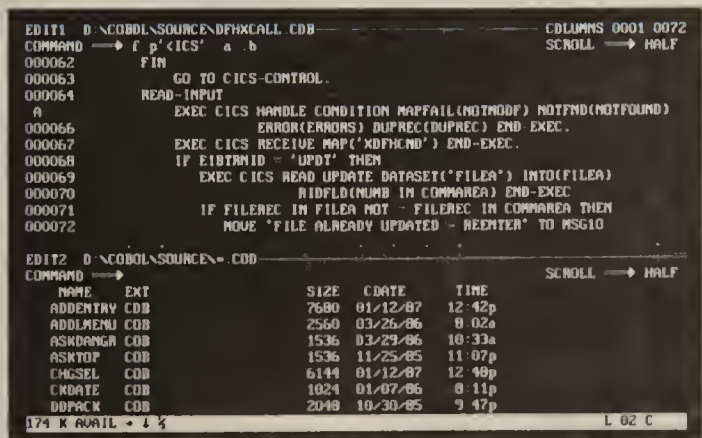 EDIT1 D:\COBOL\SOURCE\DFHXCALL.COB COLUMNS 0001 0072
COMMAND ══➔ f p'<ICS' a .b SCROLL ══➔ HALF
000062 FIN
000063 GO TO CICS-CONTROL.
000064 READ-INPUT
A EXEC CICS HANDLE CONDITION MAPFAIL(NOTMODF) NOTFND(NOTFOUND)
000066 ERROR(ERRORS) DUPREC(DUPREC) END-EXEC.
000067 EXEC CICS RECEIVE MAP('XDFHCND') END-EXEC.
000068 IF EIBTRNID = 'UPDT' THEN
000069 EXEC CICS READ UPDATE DATASET('FILEA') INTO(FILEA)
000070 RIDFLD(NUMB IN COMMAREA) END-EXEC
000071 IF FILEREC IN FILEA NOT = FILEREC IN COMMAREA THEN
000072 MOVE 'FILE ALREADY UPDATED - REENTER' TO MSG1O
EDIT2 D:\COBOL\SOURCE\*.COB
COMMAND ══➔ SCROLL ══➔ HALF
NAME EXT SIZE CDATE TIME
ADDENTRY COB 7680 01/12/87 12:42p
ADDLMENU COB 2560 03/26/86 8:02a
ASKDANGR COB 1536 03/29/86 10:33a
ASKTOP COB 1536 11/25/85 11:07p
CHGSEL COB 6144 01/12/87 12:40p
CKDATE COB 1024 01/07/86 8:11p
DDPACK COB 2048 10/30/85 9:47p
174 K AVAIL L 02 C